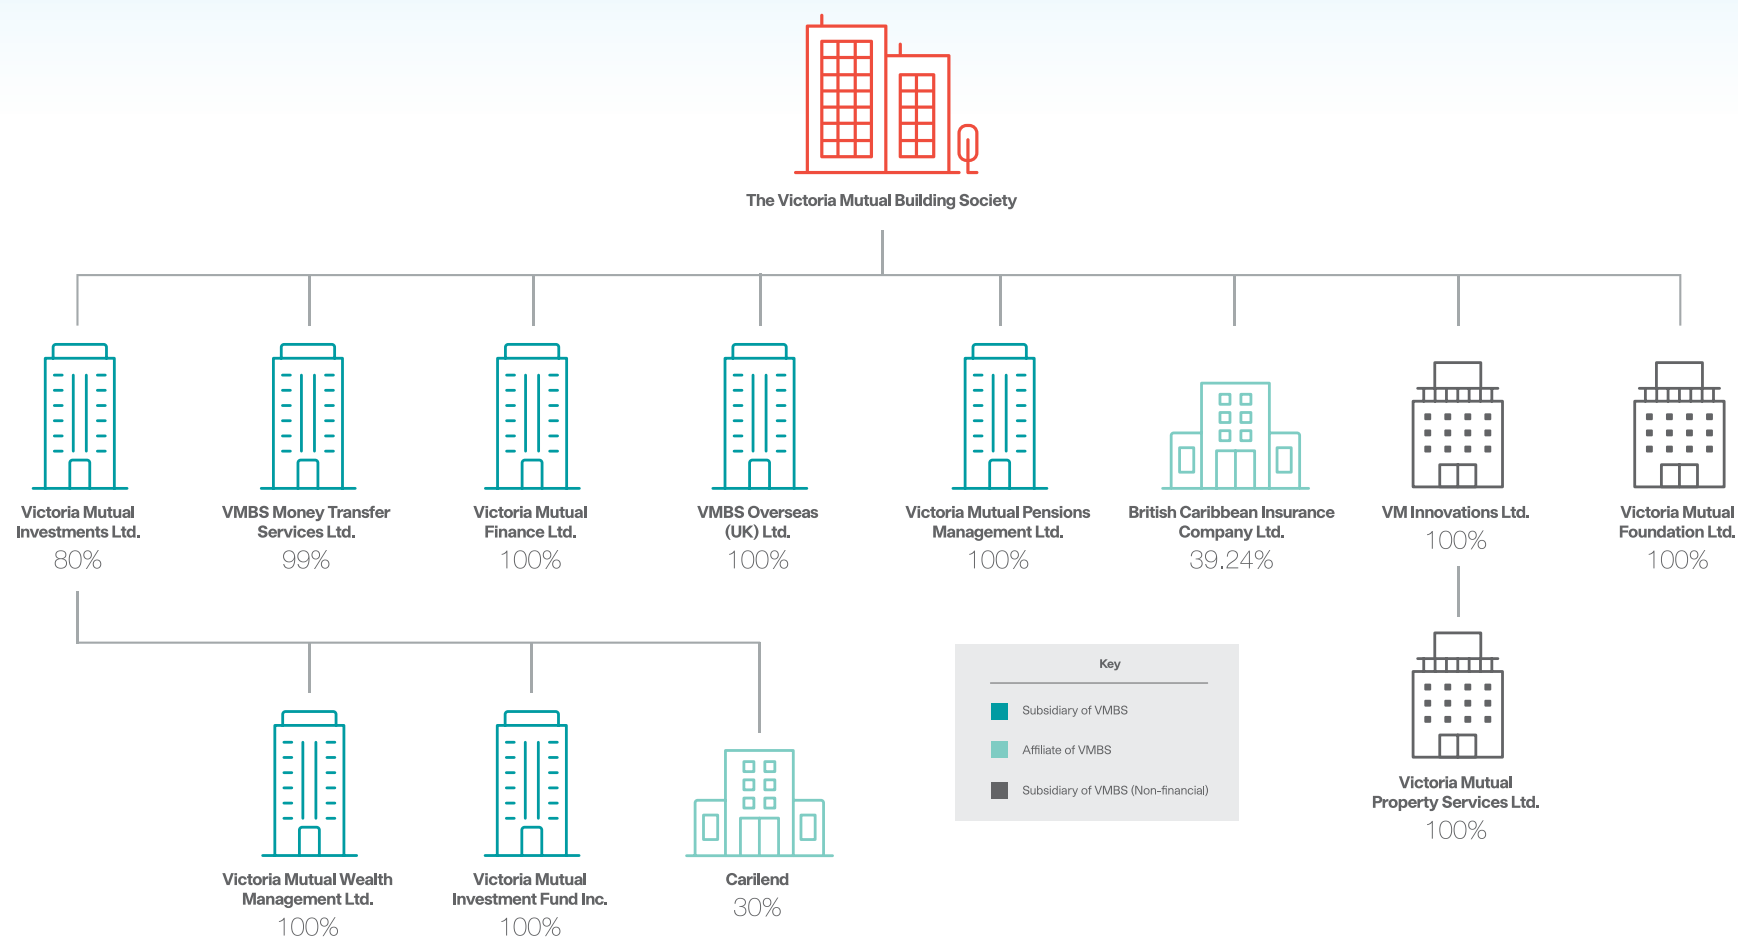 The Victoria Mutual Building Society
Victoria Mutual
Investments Ltd.
80%
VMBS Money Transfer
Services Ltd.
99%
Victoria Mutual
Finance Ltd.
100%
VMBS Overseas
(UK) Ltd.
100%
Victoria Mutual Pensions
Management Ltd.
100%
British Caribbean Insurance
Company Ltd.
39.24%
VM Innovations Ltd.
100%
Victoria Mutual
Foundation Ltd.
100%
Victoria Mutual Wealth
Management Ltd.
100%
Victoria Mutual
Investment Fund Inc.
100%
Carilend
30%
Key
Subsidiary of VMBS
Affiliate of VMBS
Subsidiary of VMBS (Non-financial)
Victoria Mutual
Property Services Ltd.
100%